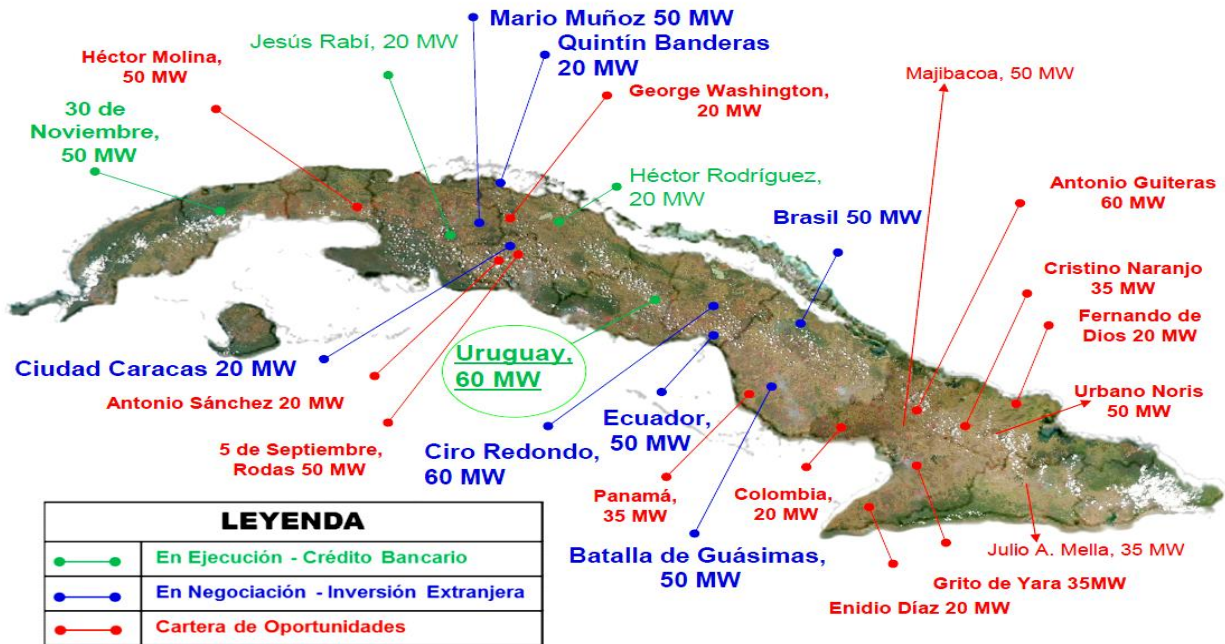 Mario Muñoz 50 MW
Quintín Banderas
20 MW
Jesús Rabí, 20 MW
Héctor Molina,
50 MW
George Washington,
20 MW
Majibacoa, 50 MW
30 de
Noviembre,
50 MW
Héctor Rodríguez,
20 MW
Antonio Guiteras
60 MW
Brasil 50 MW
Cristino Naranjo
35 MW
Fernando de
Dios 20 MW
Ciudad Caracas 20 MW
Uruguay,
60 MW
Urbano Noris
50 MW
Antonio Sánchez 20 MW
Ecuador,
50 MW
5 de Septiembre,
Rodas 50 MW
Ciro Redondo,
60 MW
Panamá,
35 MW
Colombia,
20 MW
Batalla de Guásimas,
50 MW
Julio A. Mella, 35 MW
Grito de Yara 35MW
Enidio Díaz 20 MW
LEYENDA
En Ejecución - Crédito Bancario
En Negociación - Inversión Extranjera
Cartera de Oportunidades